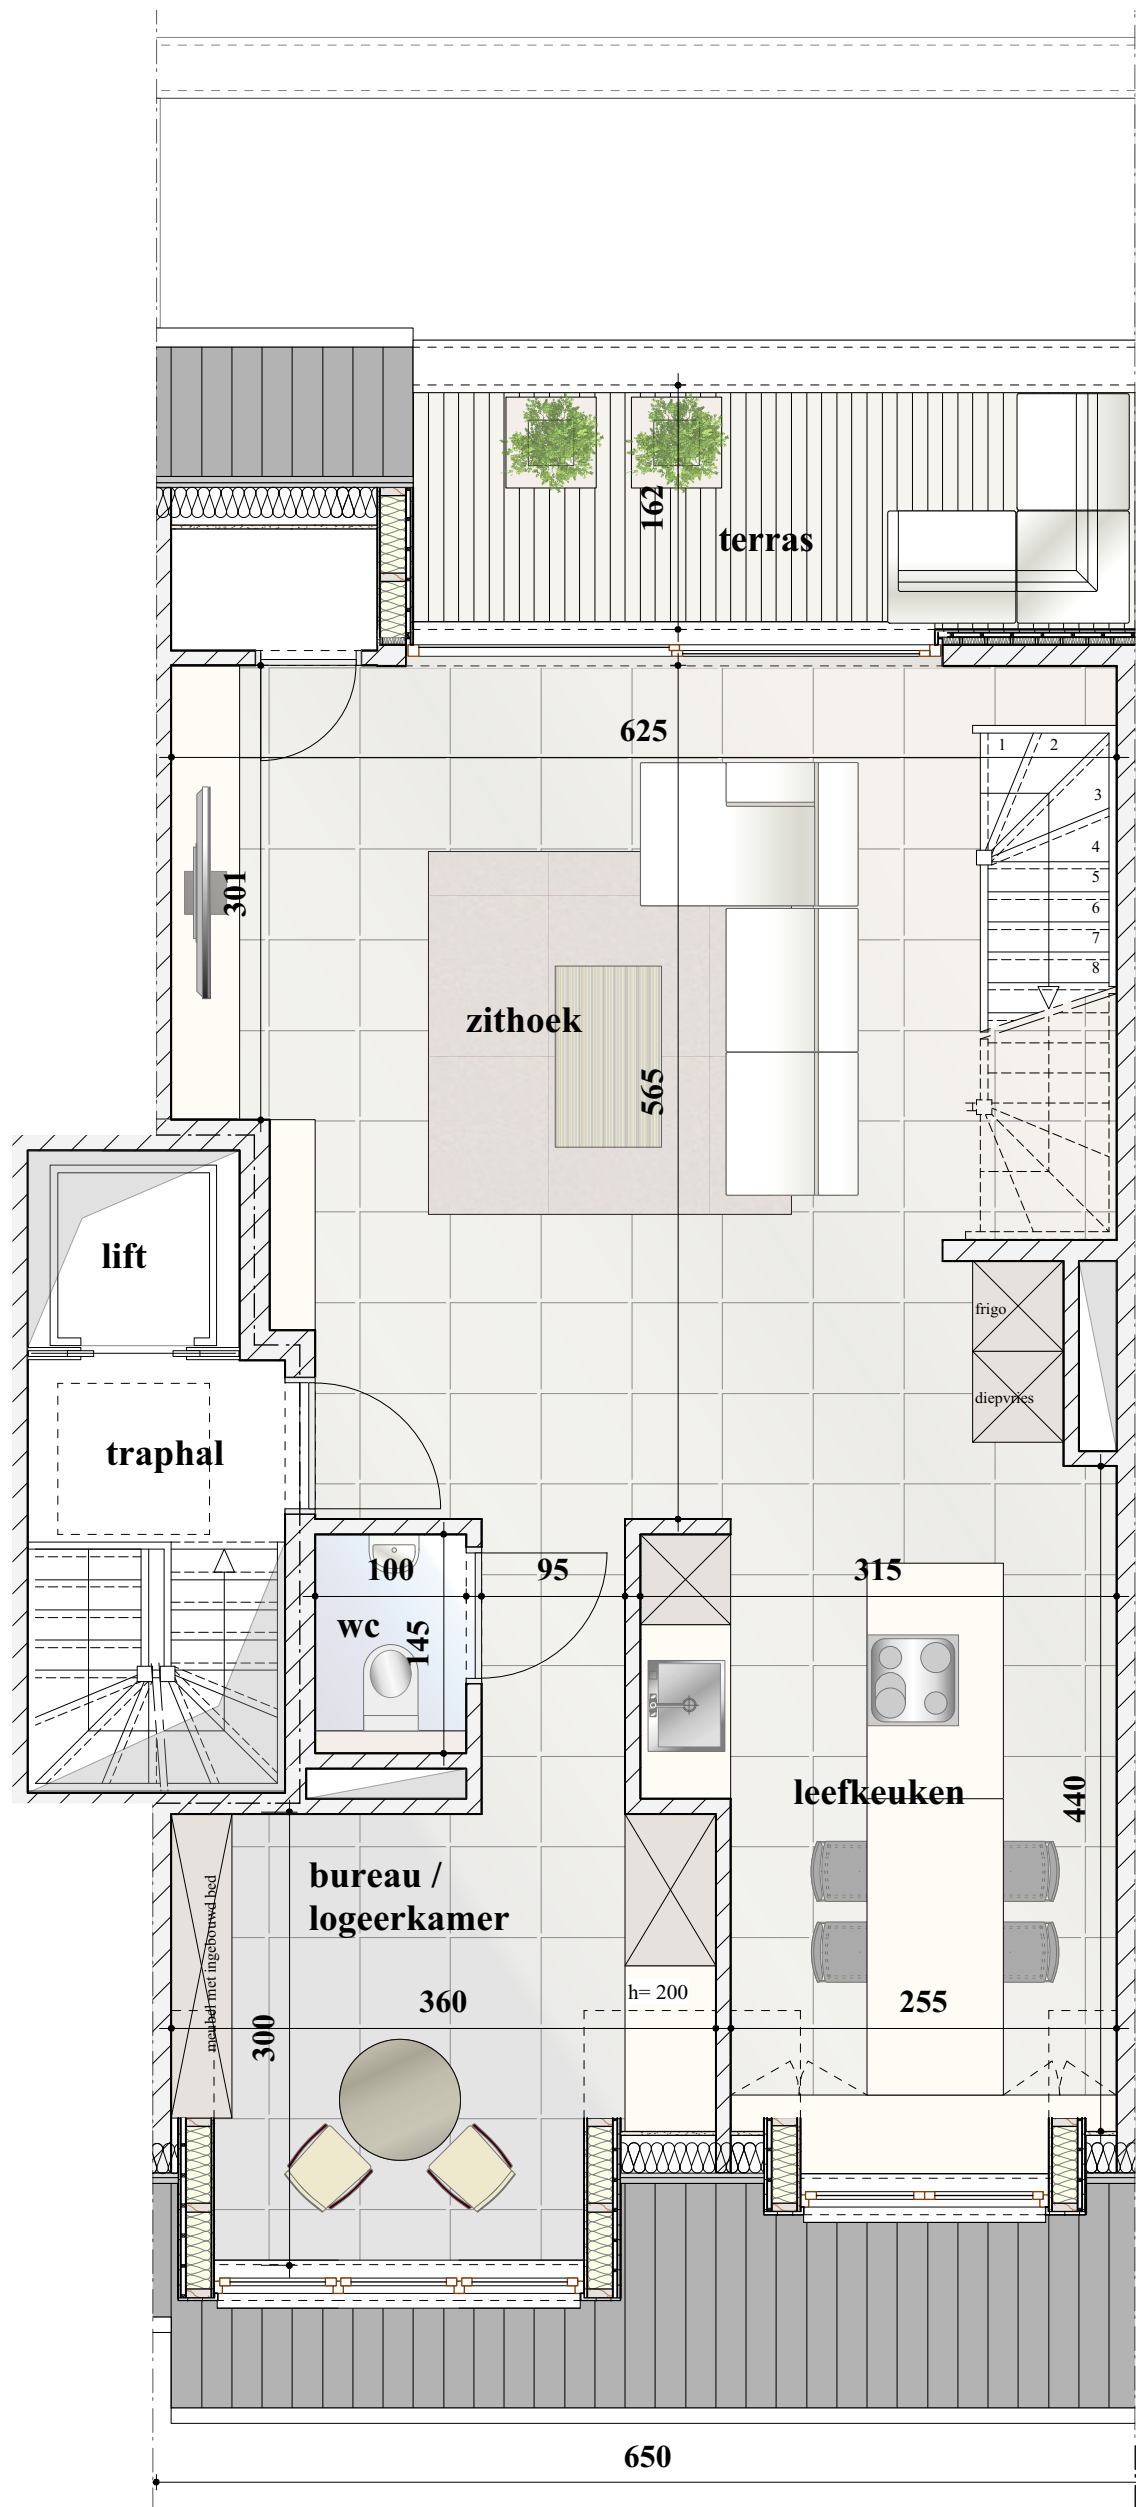 162
terras
625
1
2
3
4
5
6
7
8
301
zithoek
565
lift
frigo
diepvries
traphal
100
95
315
wc
145
leefkeuken
440
bureau /
logeerkamer
meubel met ingebouwd bed
h= 200
360
255
300
650